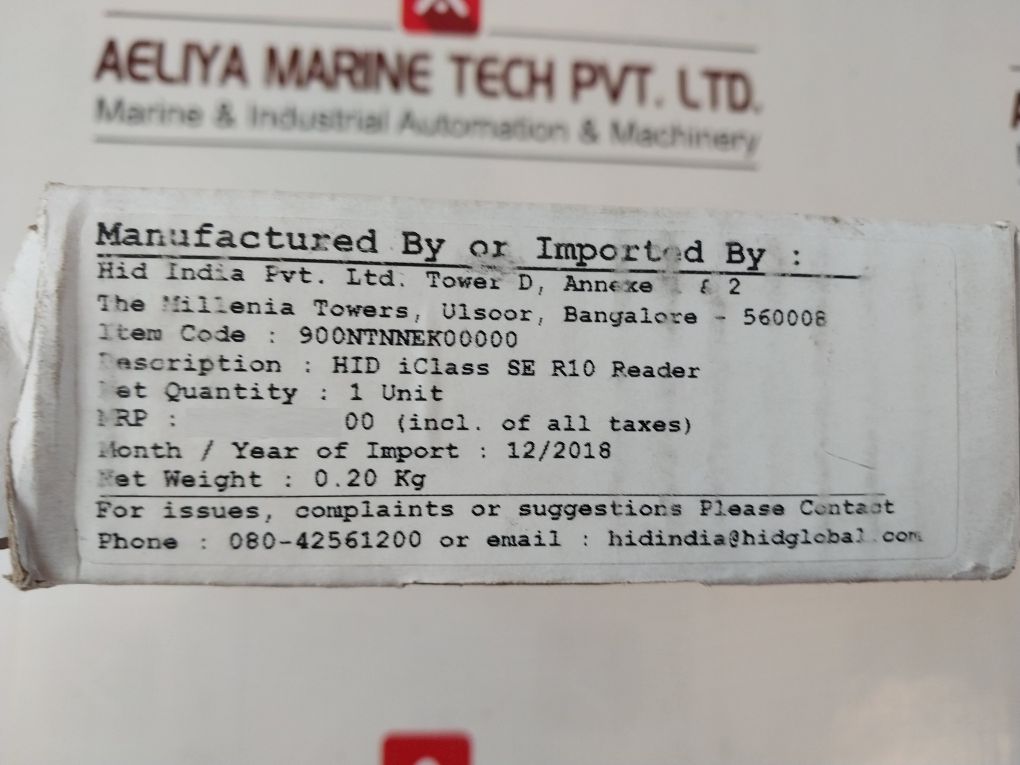 AELIYA MARINE TECH PVT. LTD.
Marine & Industrial Automation & Machinery
Manufactured By or Imported By :
Hid India Pvt. Ltd. Tower D, Annexe 1 & 2
The Millenia Towers, Ulsoor, Bangalore - 560008
Item Code : 900NTNNEK00000
Description : HID iClass SE R10 Reader
Net Quantity : 1 Unit
MRP : 00 (incl. of all taxes)
Month / Year of Import : 12/2018
Net Weight : 0.20 Kg
For issues, complaints or suggestions Please Contact
Phone : 080-42561200 or email : hidindia@hidglobal.com